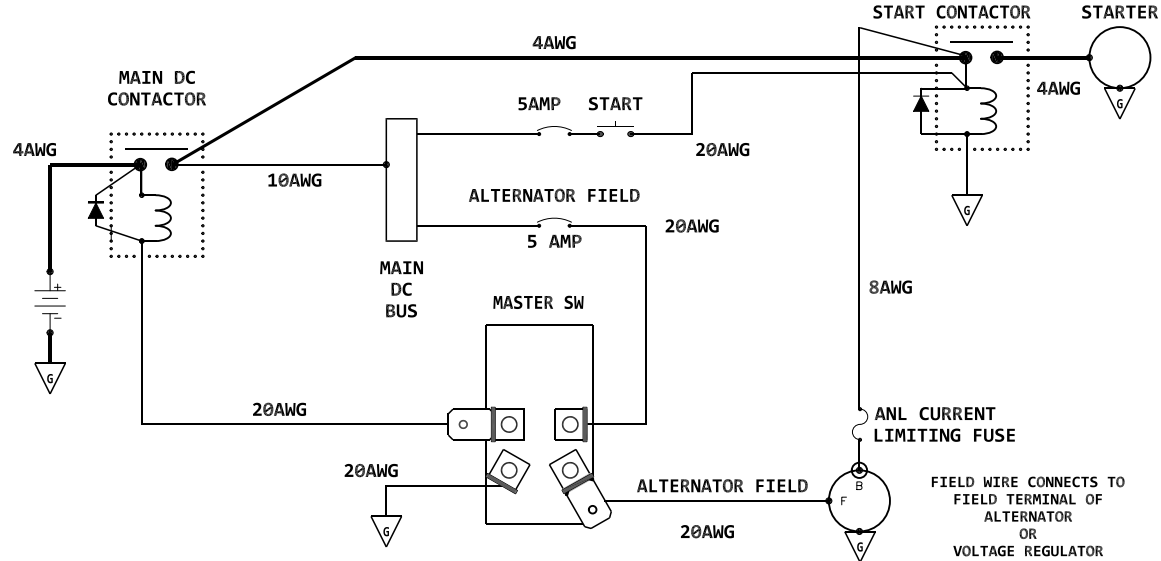 START CONTACTOR
STARTER
4AWG
MAIN DC
CONTACTOR
5AMP
START
4AWG
G
4AWG
20AWG
10AWG
ALTERNATOR FIELD
G
20AWG
5 AMP
MAIN
DC
BUS
+
-
8AWG
MASTER SW
G
20AWG
ANL CURRENT
LIMITING FUSE
20AWG
ALTERNATOR FIELD
B
F
FIELD WIRE CONNECTS TO
FIELD TERMINAL OF
ALTERNATOR
OR
VOLTAGE REGULATOR
G
20AWG
G